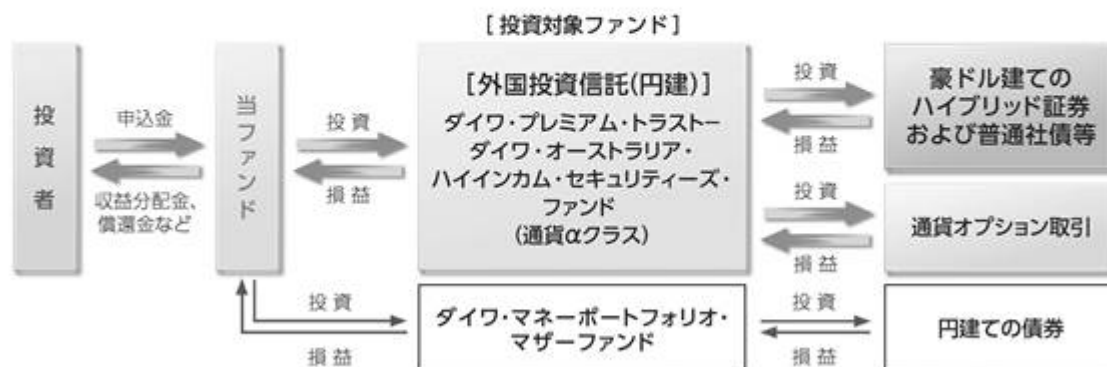 [ 投資対象ファンド ]
投資者
申込金
収益分配金、
償還金など
当ファンド
投資
損益
[外国投資信託(円建)]
ダイワ・プレミアム・トラストー
ダイワ・オーストラリア・
ハイインカム・セキュリティーズ・
ファンド
(通貨αクラス)
投資
損益
豪ドル建ての
ハイブリッド証券
および普通社債等
投資
損益
通貨オプション取引
投資
損益
ダイワ・マネーポートフォリオ・
マザーファンド
投資
損益
円建ての債券